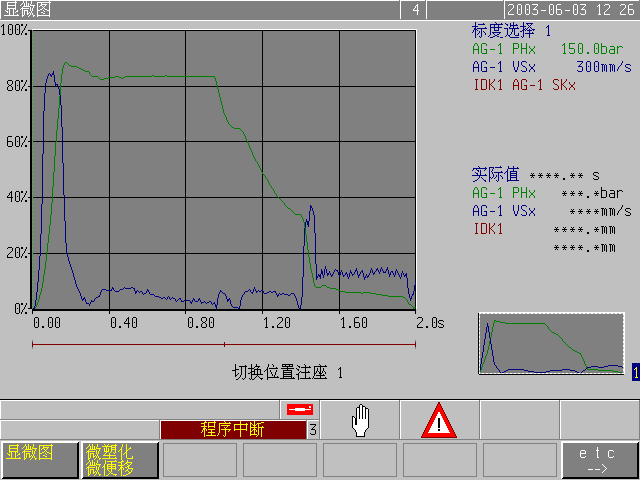 显微图 4 2003-06-03 12 26
100%
80%
60%
40%
20%
0%
0.00 0.40 0.80 1.20 1.60 2.0s
标度选择 1
AG-1 PHx 150.0bar
AG-1 VSx 300mm/s
IDK1 AG-1 SKx
实际值 ****.** s
AG-1 PHx ***.*bar
AG-1 VSx ****mm/s
IDK1 ****.*mm
****.*mm
切换位置注座 1
1
程序中断 3
显微图
微塑化
微便移
etc
-->